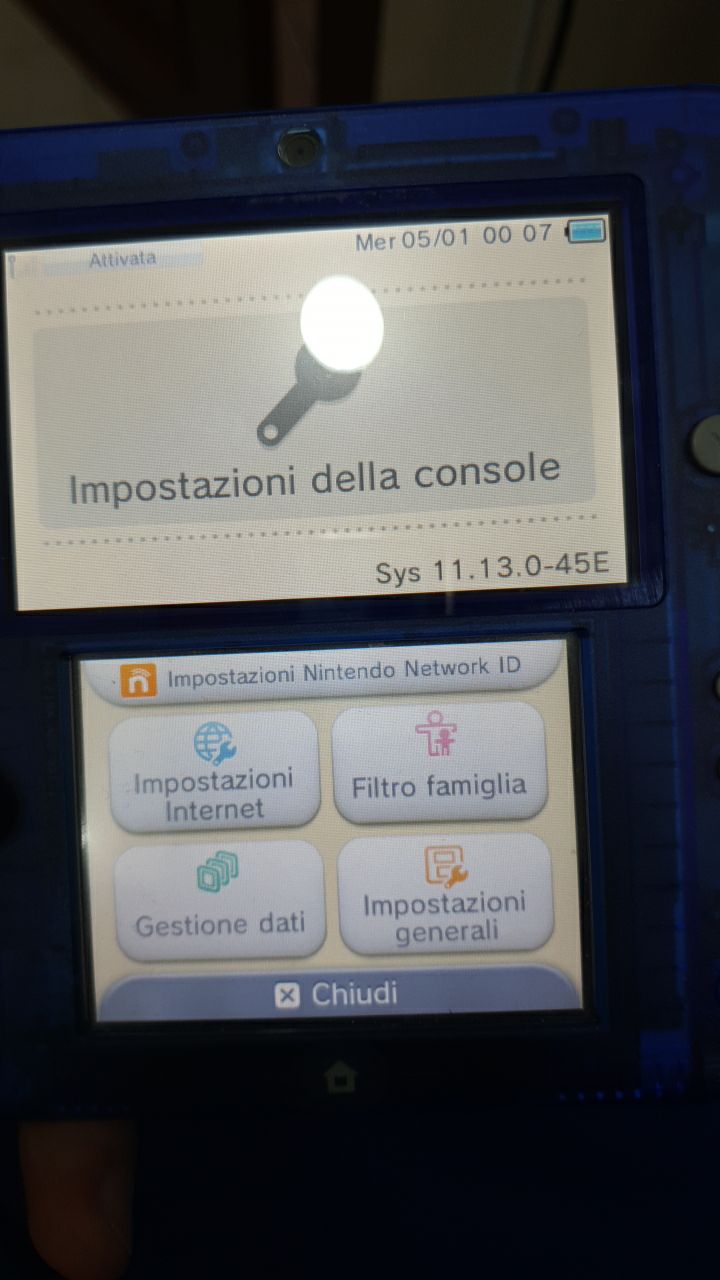 Attivata
Mer 05/01 00 07
Impostazioni della console
Sys 11.13.0-45E
Impostazioni Nintendo Network ID
Impostazioni
Internet
Filtro famiglia
Gestione dati
Impostazioni
generali
Chiudi